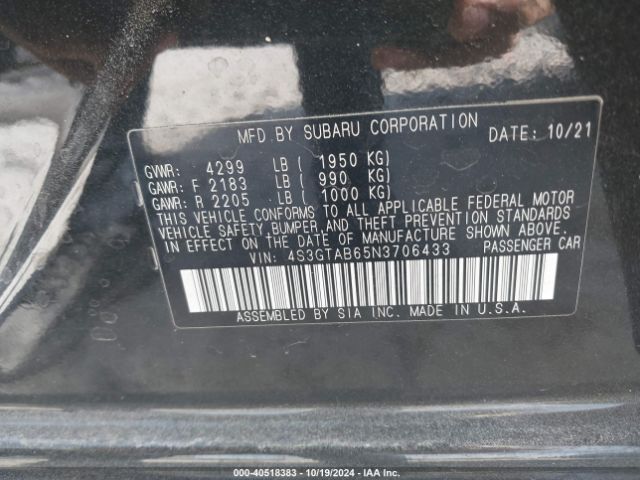 MFD.BY SUBARU CORPORATION DATE: 10/21
GVWR: 4299 LB ( 1950 KG)
GAWR: F 2183 LB ( 990 KG)
GAWR: R 2205 LB ( 1000 KG)
THIS VEHICLE CONFORMS TO ALL APPLICABLE FEDERAL MOTOR
VEHICLE SAFETY,BUMPER,AND THEFT PREVENTION STANDARDS
IN EFFECT ON THE DATE OF MANUFACTURE SHOWN ABOVE.
VIN: 4S3GTAB65N3706433 PASSENGER CAR
ASSEMBLED BY SIA INC. MADE IN U.S.A.
000-40518383 - 10/19/2024 - IAA Inc.